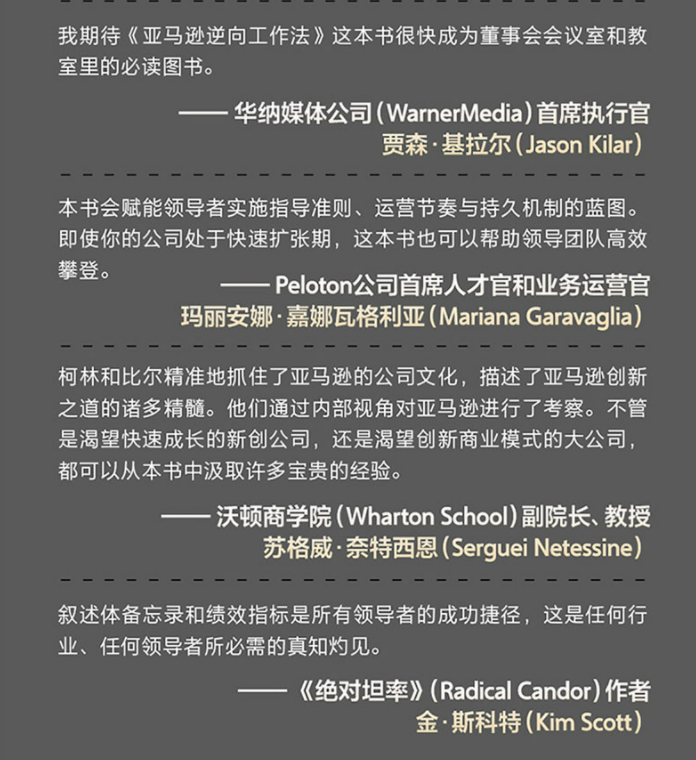 我期待《亚马逊逆向工作法》这本书很快成为董事会会议室和教
室里的必读图书。
—— 华纳媒体公司(WarnerMedia)首席执行官
贾森·基拉尔(Jason Kilar)
本书会赋能领导者实施指导准则、运营节奏与持久机制的蓝图。
即使你的公司处于快速扩张期，这本书也可以帮助领导团队高效
攀登。
—— Peloton公司首席人才官和业务运营官
玛丽安娜·嘉娜瓦格利亚(Mariana Garavaglia)
柯林和比尔精准地抓住了亚马逊的公司文化，描述了亚马逊创新
之道的诸多精髓。他们通过内部视角对亚马逊进行了考察。不管
是渴望快速成长的新创公司，还是渴望创新商业模式的大公司，
都可以从本书中汲取许多宝贵的经验。
—— 沃顿商学院(Wharton School)副院长、教授
苏格威·奈特西恩(Serguei Netessine)
叙述体备忘录和绩效指标是所有领导者的成功捷径，这是任何行
业、任何领导者所必需的真知灼见。
—— 《绝对坦率》(Radical Candor)作者
金·斯科特(Kim Scott)